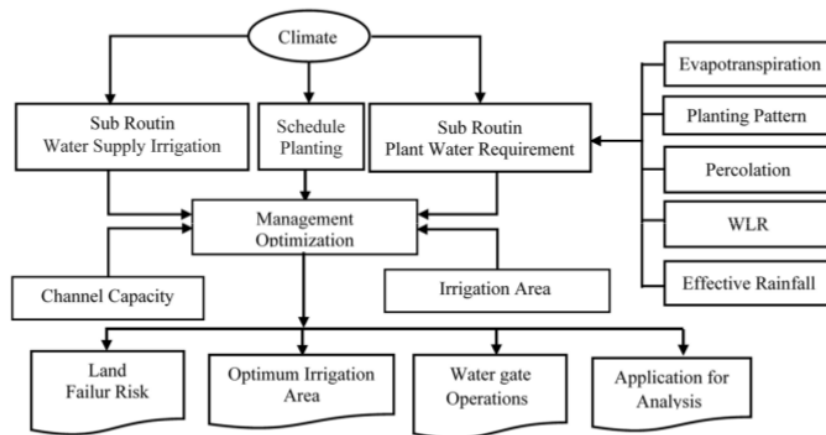 Climate
Evapotranspiration
Sub Routin
Water Supply Irrigation
Schedule
Planting
Sub Routin
Plant Water Requirement
Planting Pattern
Percolation
Management
Optimization
WLR
Channel Capacity
Irrigation Area
Effective Rainfall
Land
Failur Risk
Optimum Irrigation
Area
Water gate
Operations
Application for
Analysis